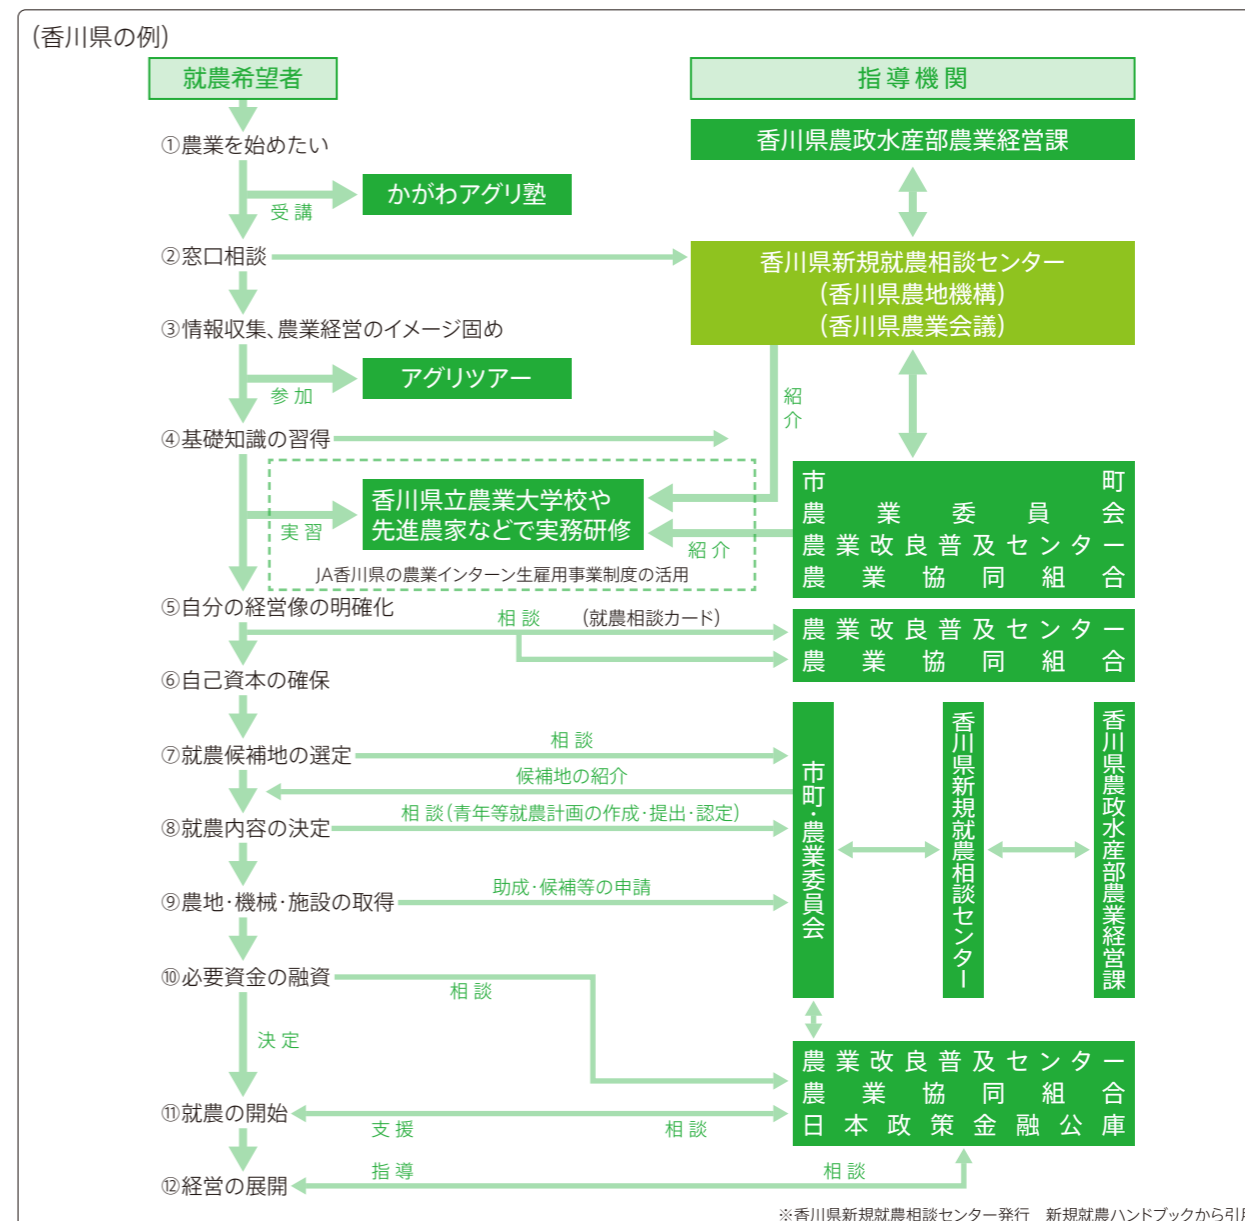 (香川県の例)
就農希望者
指導機関
①農業を始めたい
香川県農政水産部農業経営課
かがわアグリ塾
受講
②窓口相談
香川県新規就農相談センター
(香川県農地機構)
(香川県農業会議)
③情報収集、農業経営のイメージ固め
アグリツアー
参加
紹介
④基礎知識の習得
市町
農業委員会
農業改良普及センター
農業協同組合
香川県立農業大学校や
先進農家などで実務研修
実習
紹介
JA香川県の農業インターン生雇用事業制度の活用
⑤自分の経営像の明確化
相談 (就農相談カード)
農業改良普及センター
農業協同組合
⑥自己資本の確保
⑦就農候補地の選定
相談
候補地の紹介
⑧就農内容の決定
相談(青年等就農計画の作成・提出・認定)
市町・農業委員会
香川県新規就農相談センター
香川県農政水産部農業経営課
⑨農地・機械・施設の取得
助成・候補等の申請
⑩必要資金の融資
相談
決定
農業改良普及センター
農業協同組合
日本政策金融公庫
⑪就農の開始
支援
相談
⑫経営の展開
指導
相談
※香川県新規就農相談センター発行 新規就農ハンドブックから引用